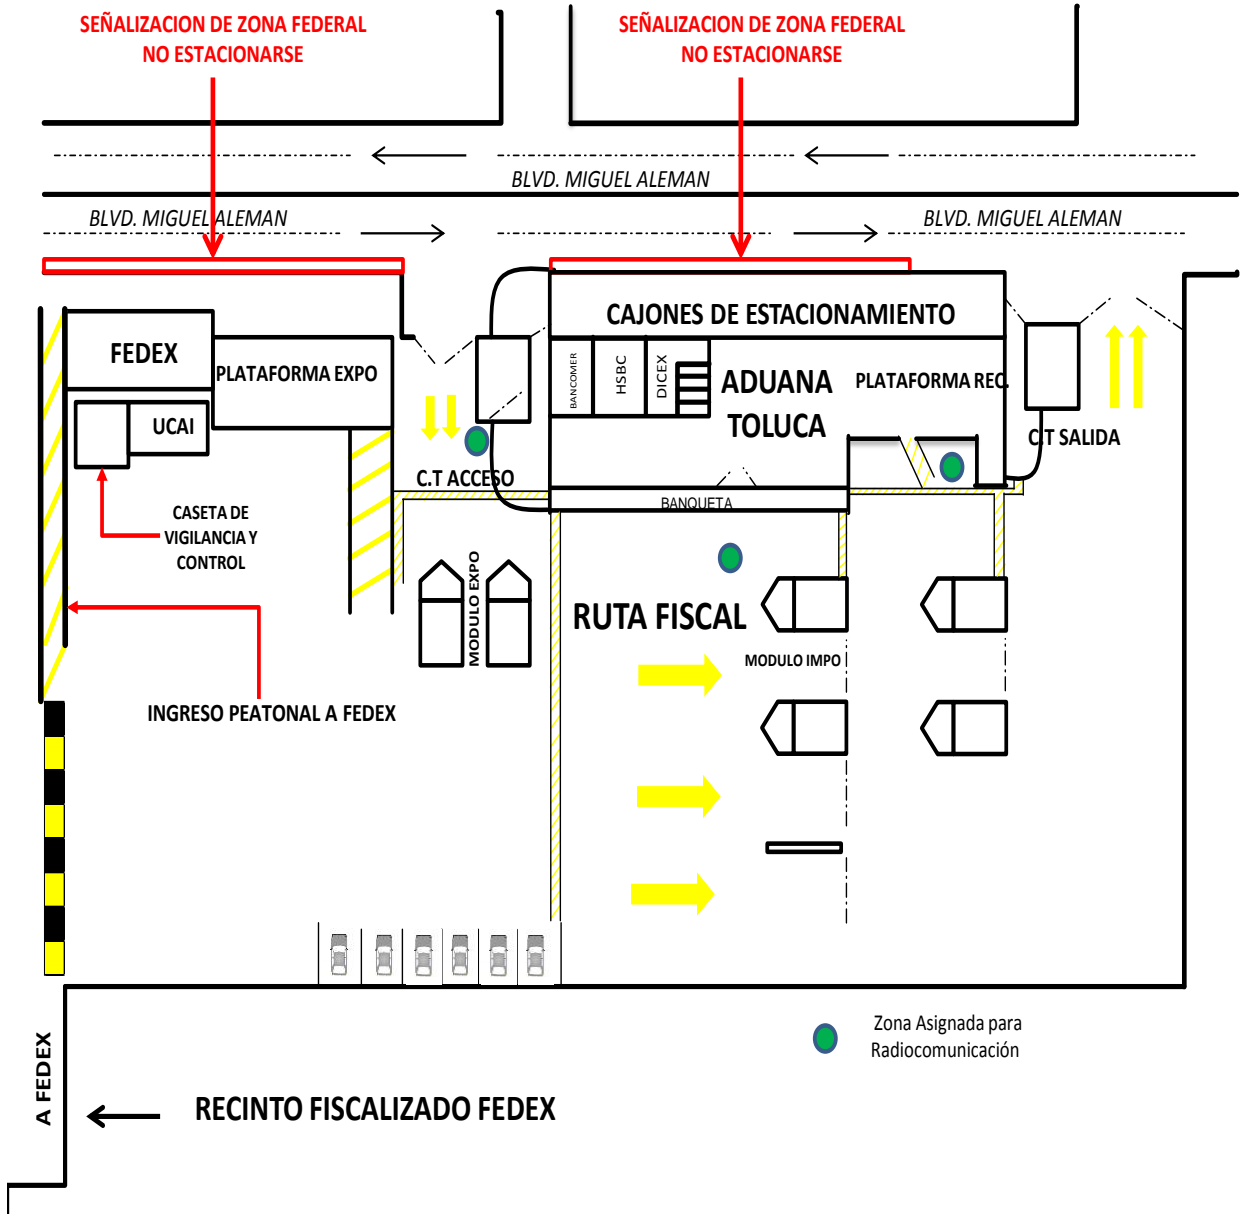 SEÑALIZACION DE ZONA FEDERAL
NO ESTACIONARSE
SEÑALIZACION DE ZONA FEDERAL
NO ESTACIONARSE
BLVD. MIGUEL ALEMAN
BLVD. MIGUEL ALEMAN
BLVD. MIGUEL ALEMAN
CAJONES DE ESTACIONAMIENTO
FEDEX
PLATAFORMA EXPO
BANCOMER
HSBC
DICEX
ADUANA
TOLUCA
PLATAFORMA REC.
UCAI
C.T ACCESO
C.T SALIDA
BANQUETA
CASETA DE
VIGILANCIA Y
CONTROL
MODULO EXPO
RUTA FISCAL
MODULO IMPO
INGRESO PEATONAL A FEDEX
Zona Asignada para
Radiocomunicación
A FEDEX
RECINTO FISCALIZADO FEDEX